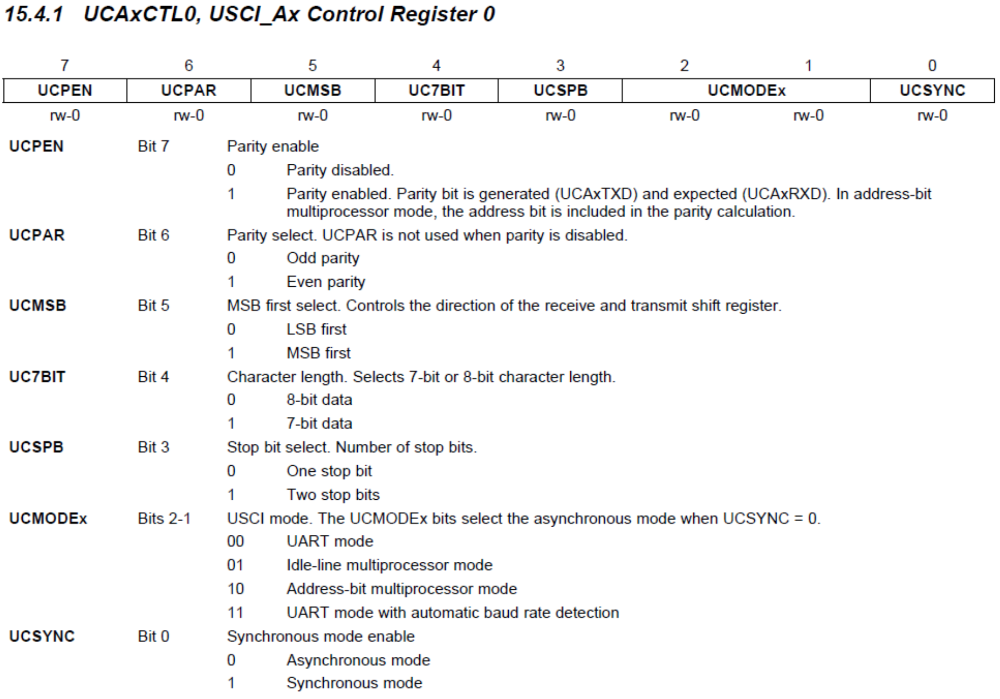 15.4.1 UCAxCTL0, USCI_Ax Control Register 0
7 6 5 4 3 2 1 0
UCPEN UCPAR UCMSB UC7BIT UCSPB UCMODEx UCSYNC
rw-0 rw-0 rw-0 rw-0 rw-0 rw-0 rw-0 rw-0
UCPEN Bit 7 Parity enable
0 Parity disabled.
1 Parity enabled. Parity bit is generated (UCAxTXD) and expected (UCAxRXD). In address-bit
multiprocessor mode, the address bit is included in the parity calculation.
UCPAR Bit 6 Parity select. UCPAR is not used when parity is disabled.
0 Odd parity
1 Even parity
UCMSB Bit 5 MSB first select. Controls the direction of the receive and transmit shift register.
0 LSB first
1 MSB first
UC7BIT Bit 4 Character length. Selects 7-bit or 8-bit character length.
0 8-bit data
1 7-bit data
UCSPB Bit 3 Stop bit select. Number of stop bits.
0 One stop bit
1 Two stop bits
UCMODEx Bits 2-1 USCI mode. The UCMODEx bits select the asynchronous mode when UCSYNC = 0.
00 UART mode
01 Idle-line multiprocessor mode
10 Address-bit multiprocessor mode
11 UART mode with automatic baud rate detection
UCSYNC Bit 0 Synchronous mode enable
0 Asynchronous mode
1 Synchronous mode